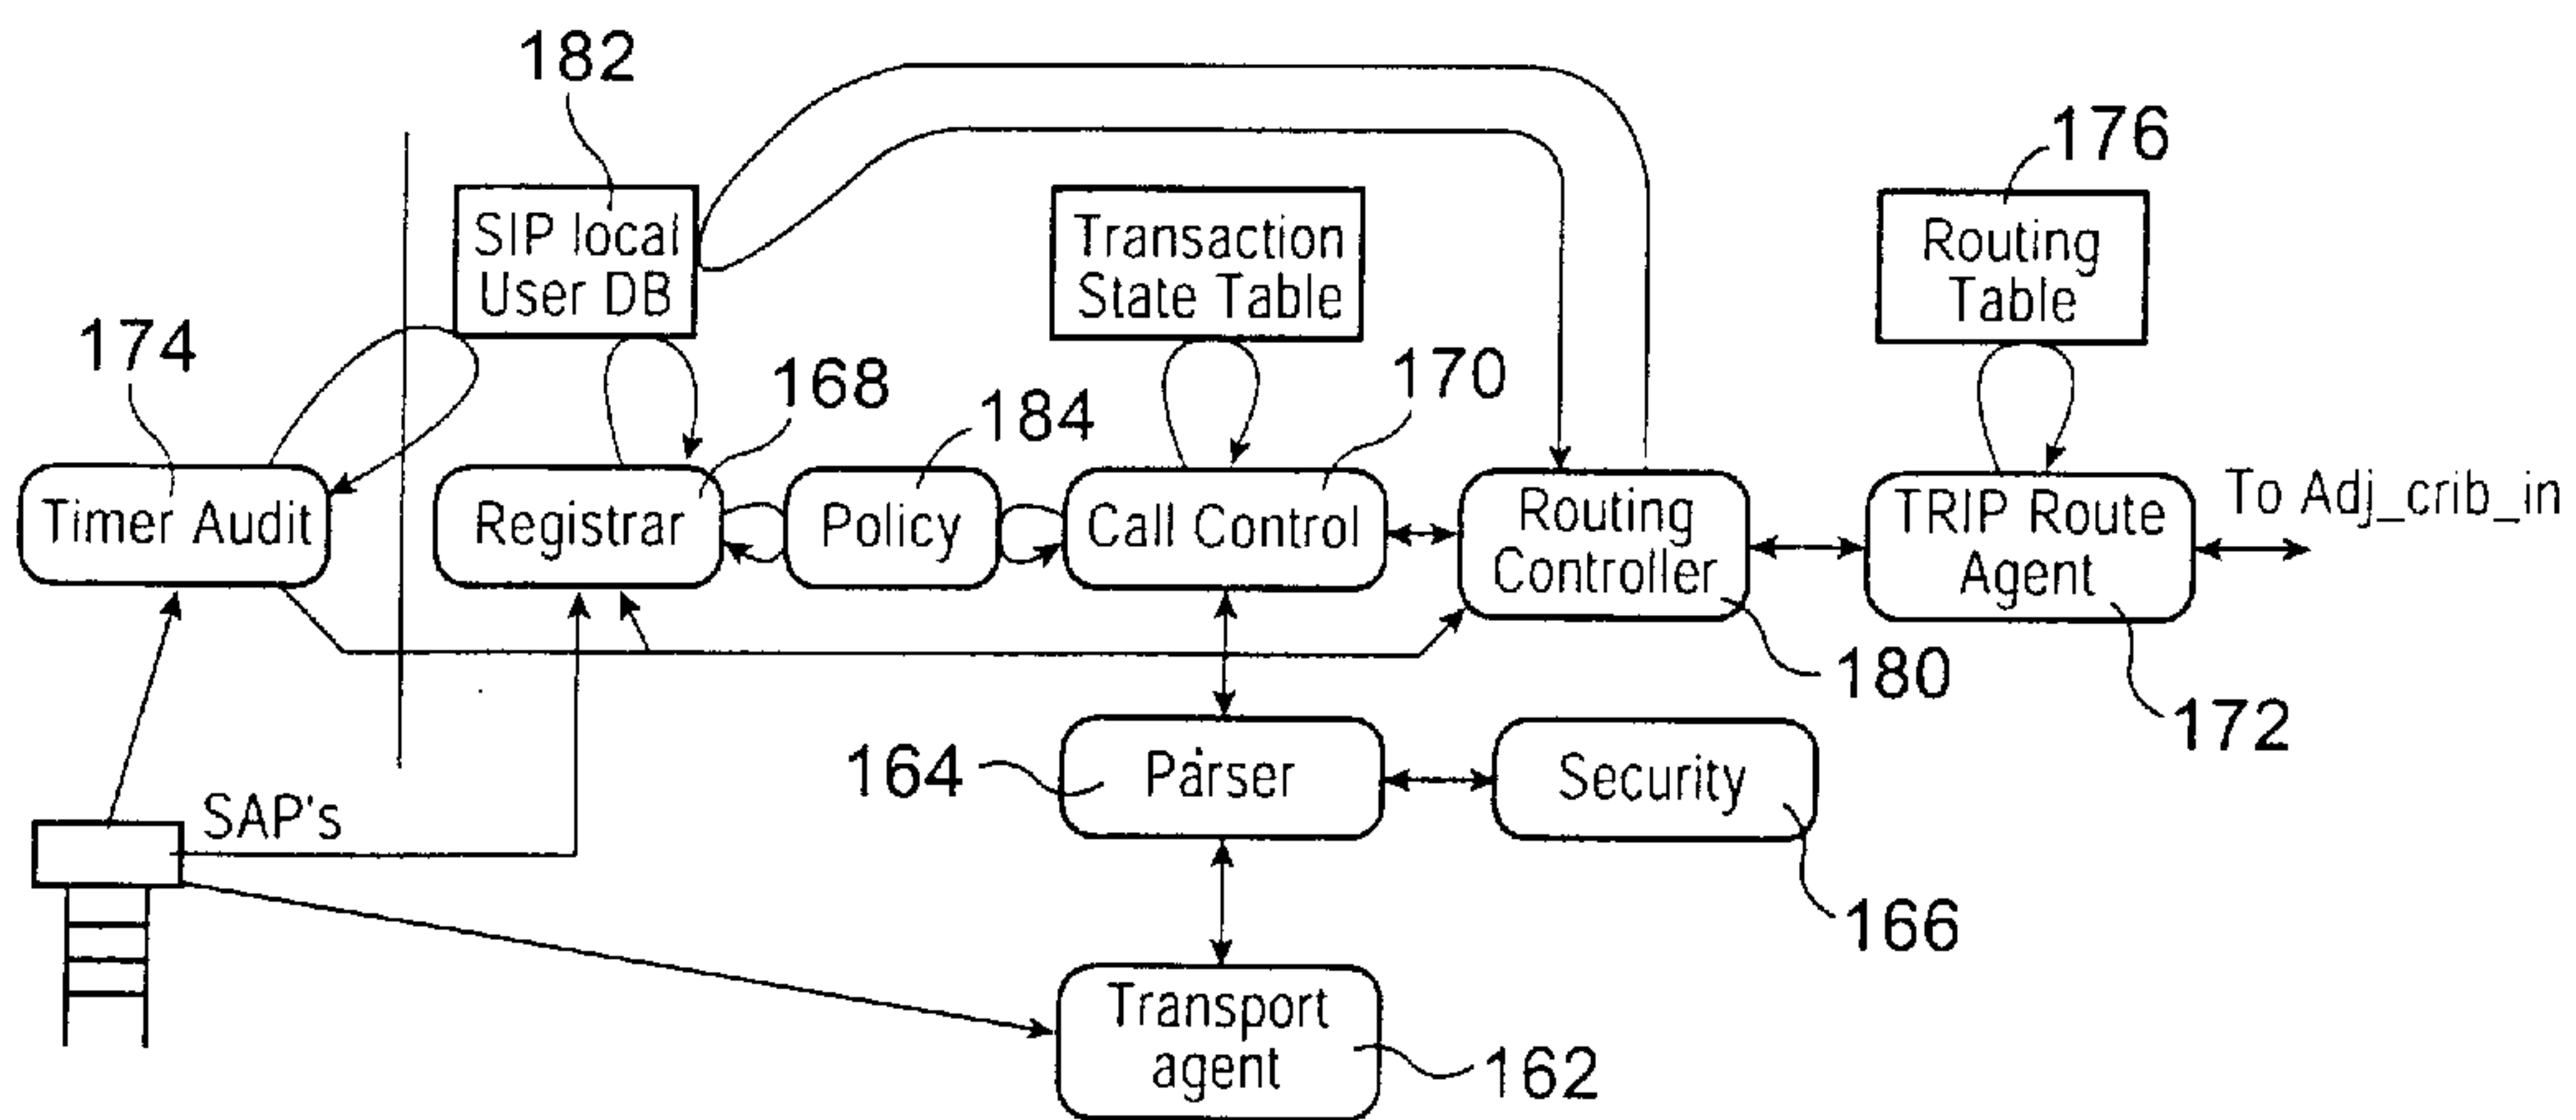 182
176
SIP local
User DB
Transaction
State Table
Routing
Table
174
168
184
170
Timer Audit
Registrar
Policy
Call Control
Routing
Controller
TRIP Route
Agent
To Adj_crib_in
180
172
164
Parser
Security
SAP's
166
Transport
agent
162